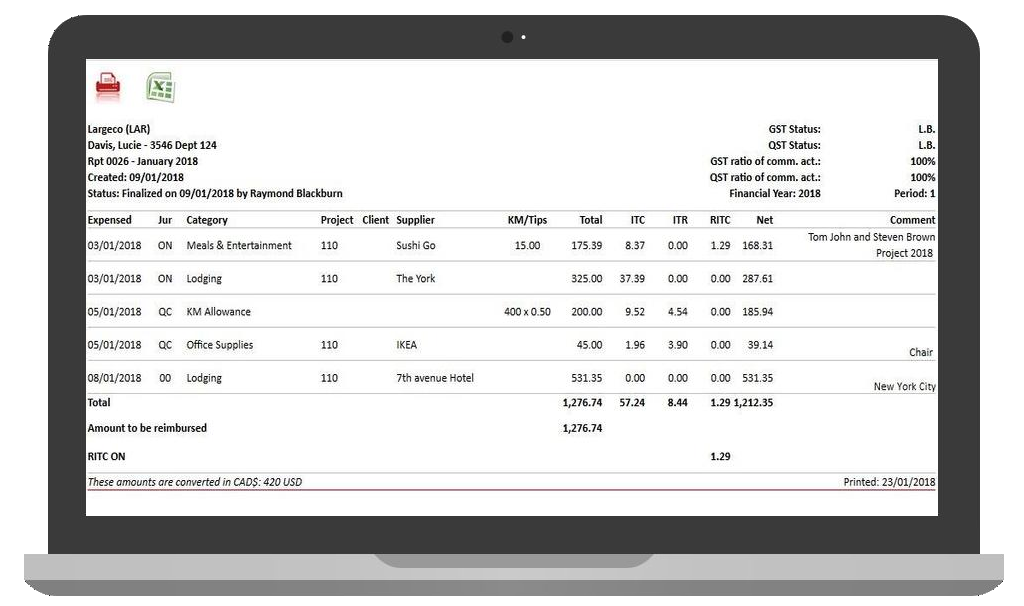 Largeco (LAR) GST Status: L.B.
Davis, Lucie - 3546 Dept 124 QST Status: L.B.
Rpt 0026 - January 2018 GST ratio of comm. act.: 100%
Created: 09/01/2018 QST ratio of comm. act.: 100%
Status: Finalized on 09/01/2018 by Raymond Blackburn Financial Year: 2018 Period: 1
Expensed Jur Category Project Client Supplier KM/Tips Total ITC ITR RITC Net Comment
03/01/2018 ON Meals & Entertainment 110 Sushi Go 15.00 175.39 8.37 0.00 1.29 168.31 Tom John and Steven Brown
Project 2018
03/01/2018 ON Lodging 110 The York 325.00 37.39 0.00 0.00 287.61
05/01/2018 QC KM Allowance 400 x 0.50 200.00 9.52 4.54 0.00 185.94
05/01/2018 QC Office Supplies 110 IKEA 45.00 1.96 3.90 0.00 39.14 Chair
08/01/2018 00 Lodging 110 7th avenue Hotel 531.35 0.00 0.00 0.00 531.35 New York City
Total 1,276.74 57.24 8.44 1.29 1,212.35
Amount to be reimbursed 1,276.74
RITC ON 1.29
These amounts are converted in CAD$: 420 USD Printed: 23/01/2018